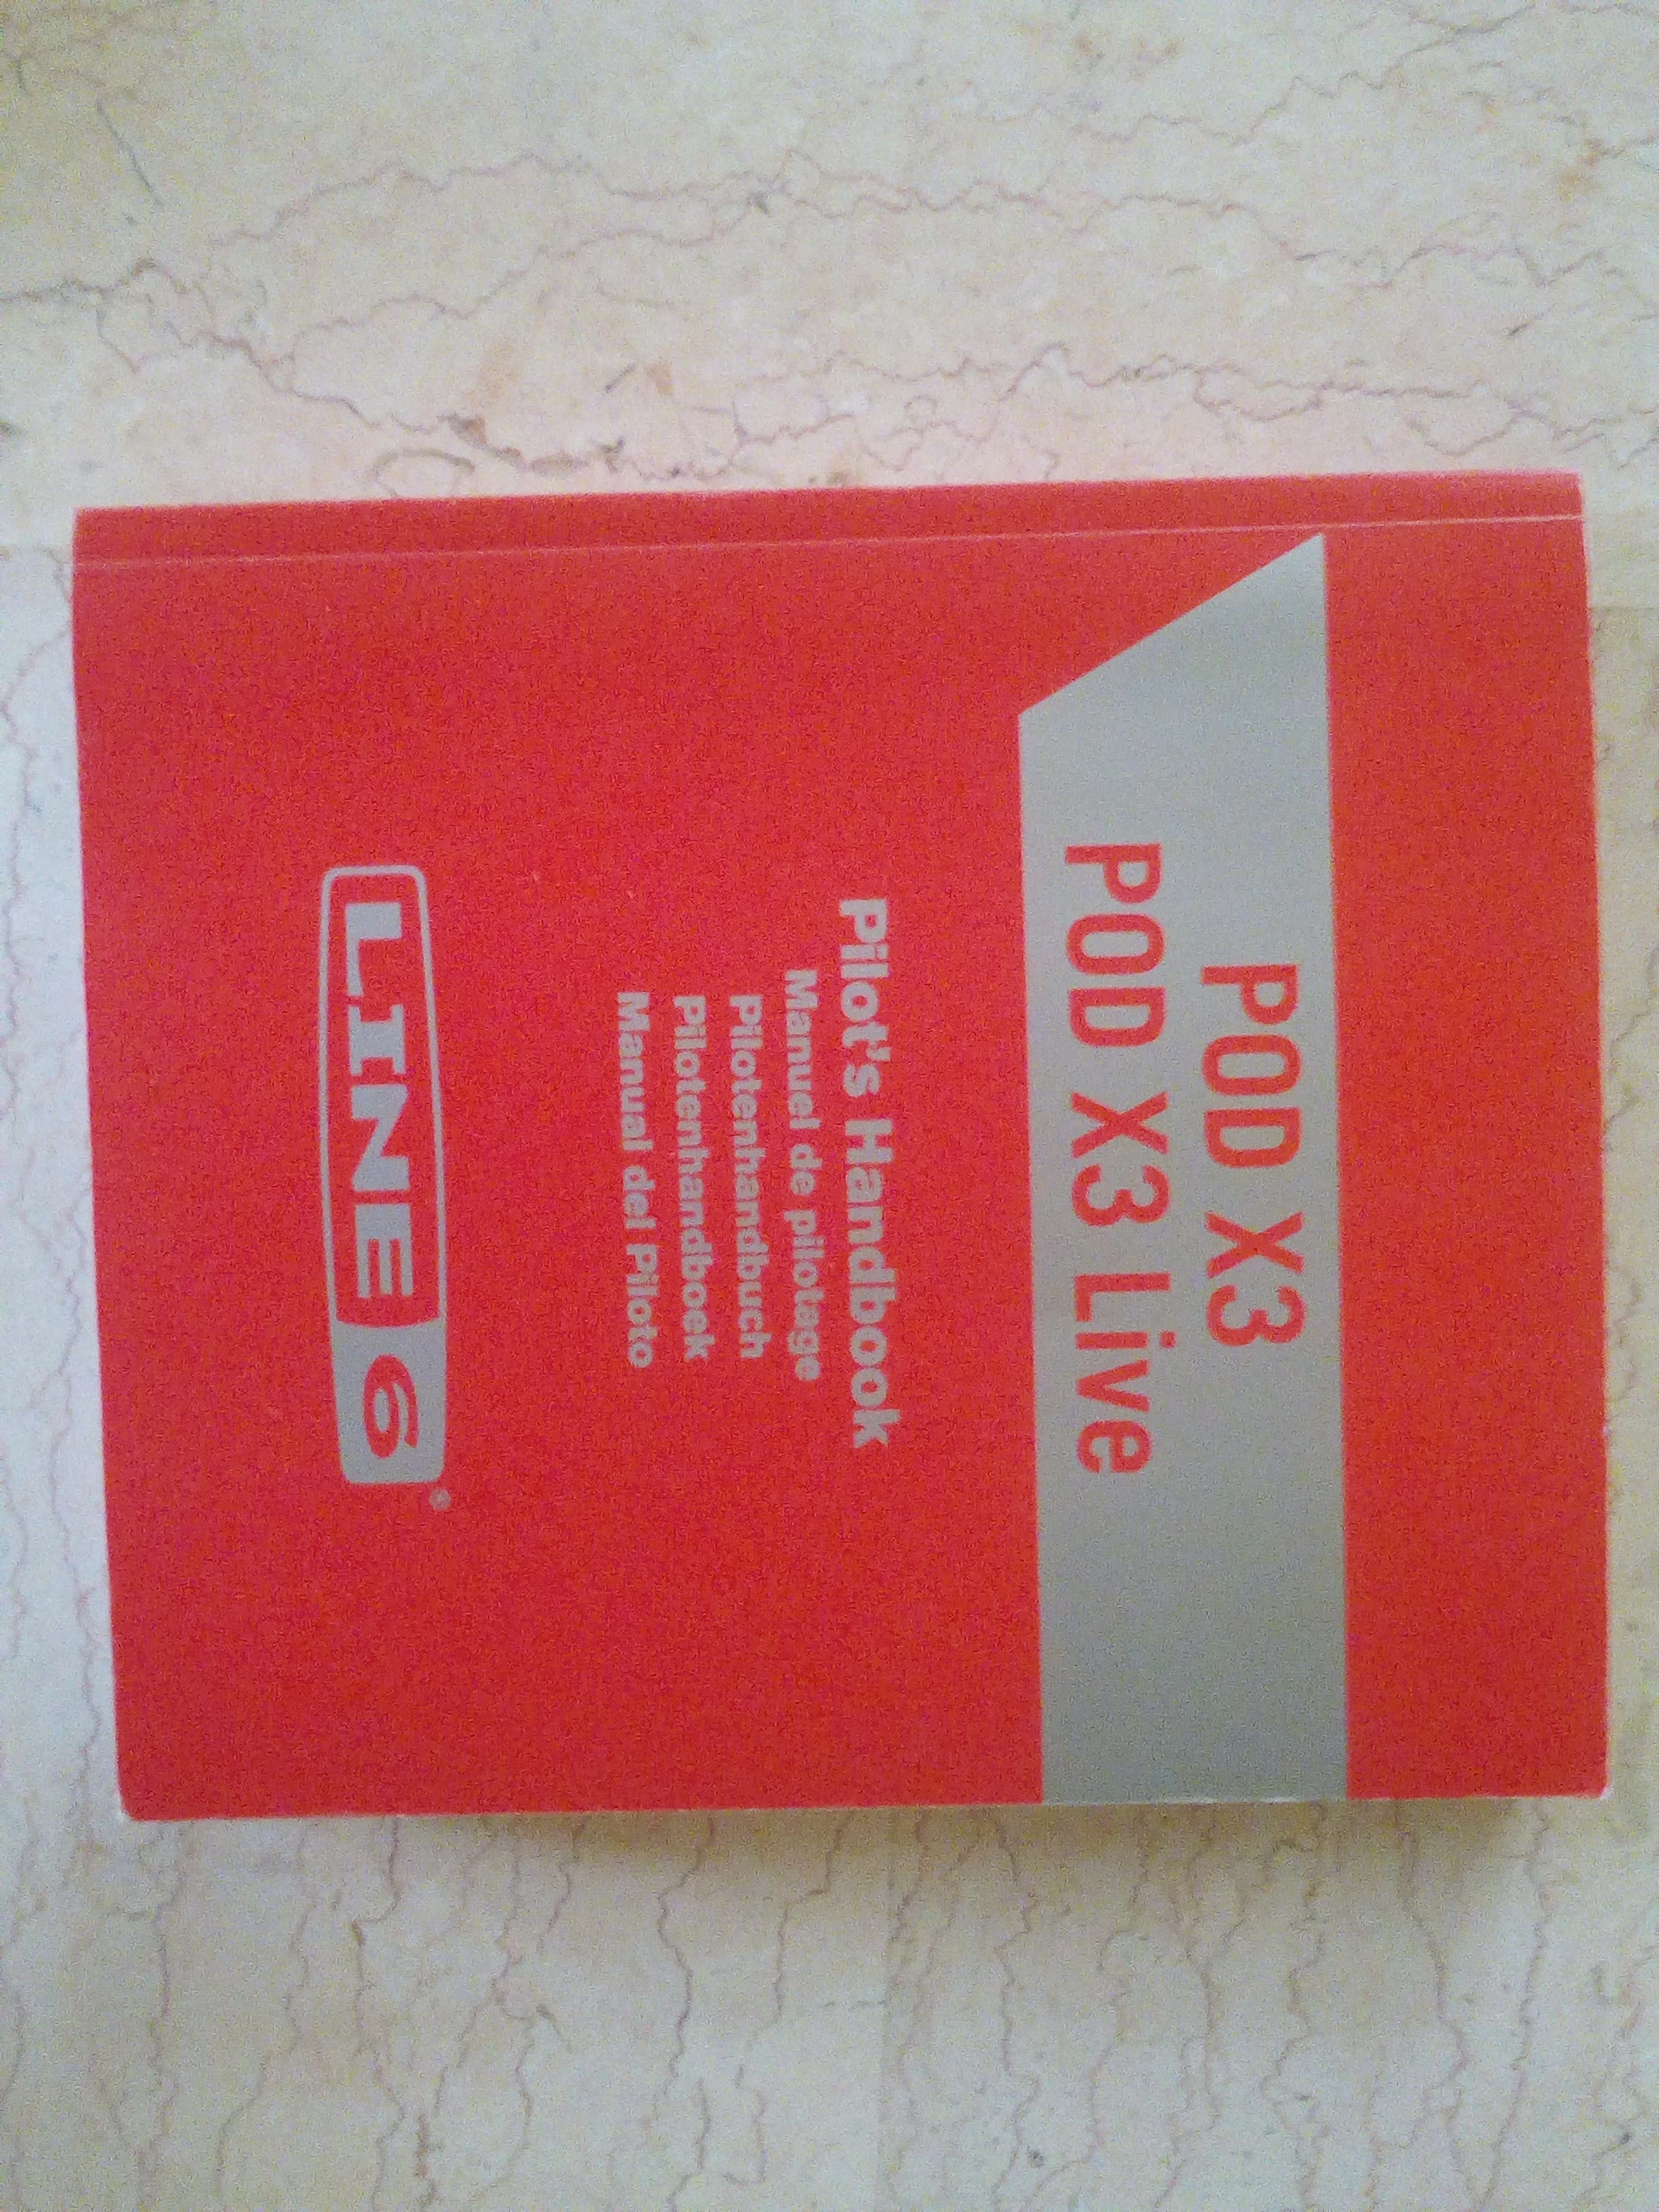 POD X3
POD X3 Live
Pilot's Handbook
Manuel de pilotage
Pilotenhandbuch
Pilotenhandboek
Manual del Piloto
LINE 6®